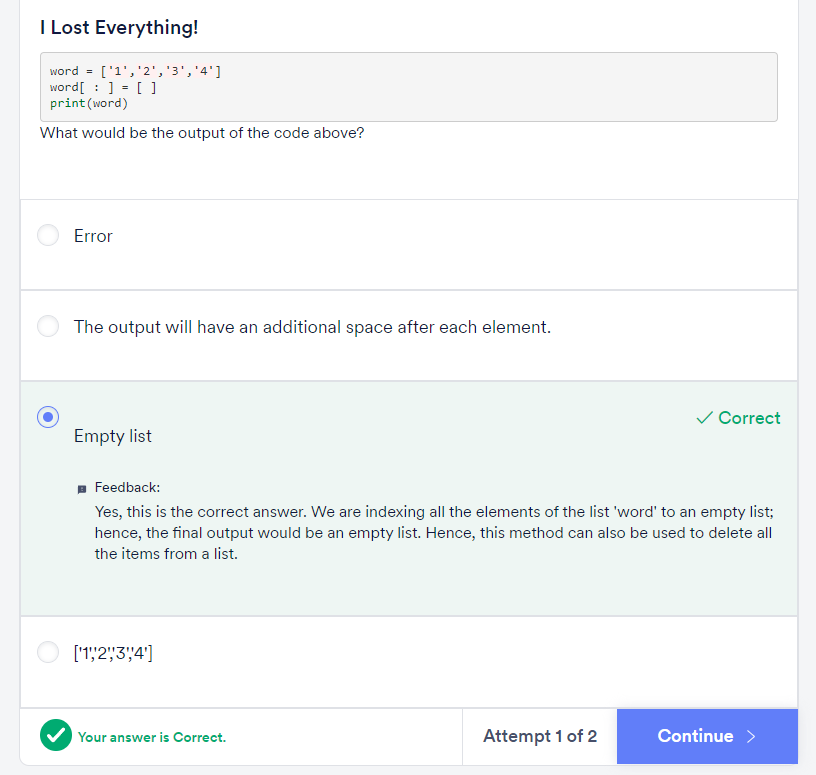 I Lost Everything!
word = ['1','2','3','4']
word[ : ] = [ ]
print(word)
What would be the output of the code above?
Error
The output will have an additional space after each element.
Correct
Empty list
Feedback:
Yes, this is the correct answer. We are indexing all the elements of the list 'word' to an empty list;
hence, the final output would be an empty list. Hence, this method can also be used to delete all
the items from a list.
['1','2','3','4']
Your answer is Correct.
Attempt 1 of 2
Continue